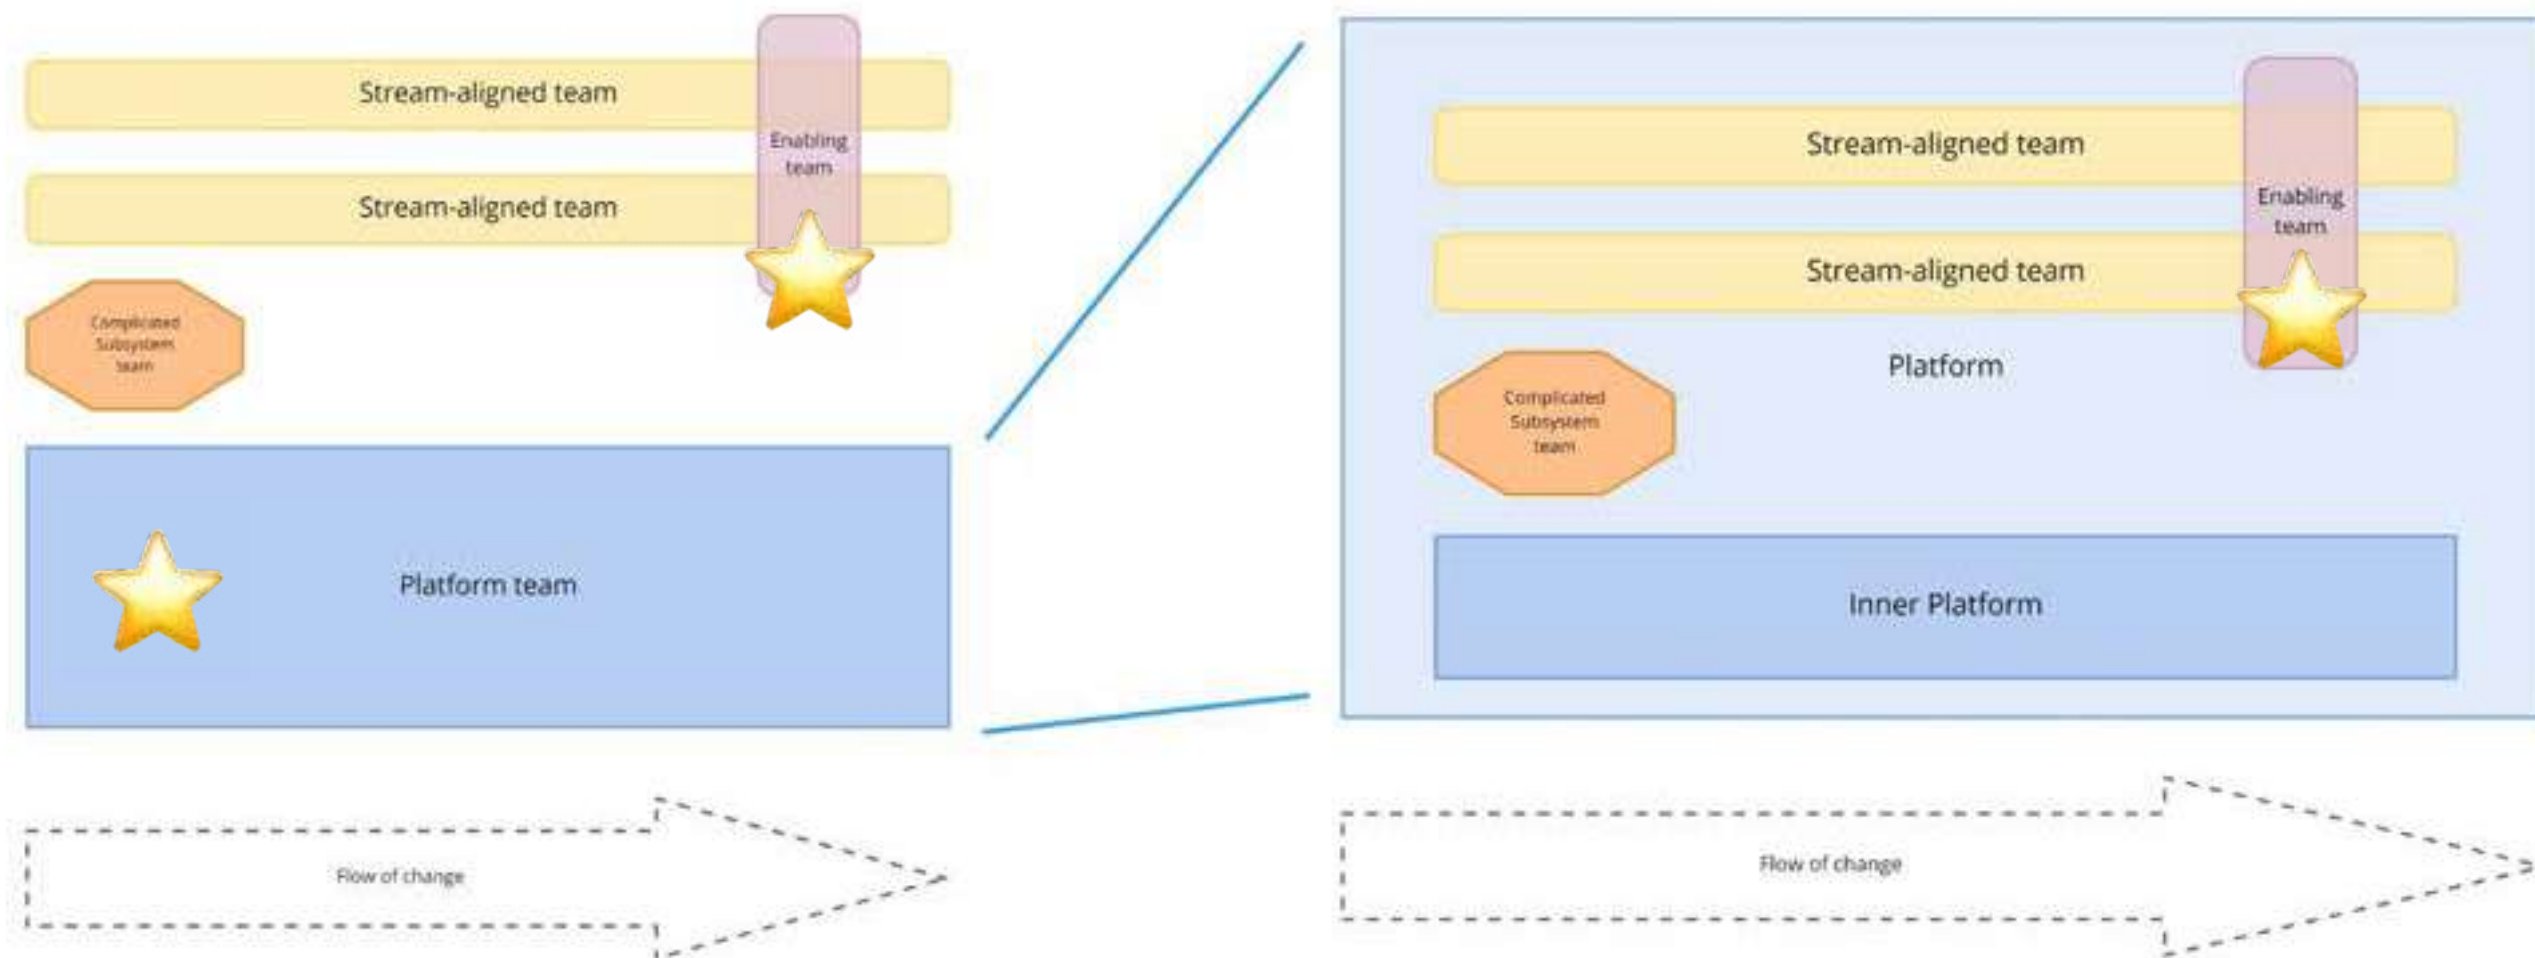 Stream-aligned team
Enabling
team
Stream-aligned team
Complicated
Subsystem
team
Platform team
Flow of change
Stream-aligned team
Enabling
team
Stream-aligned team
Platform
Complicated
Subsystem
team
Inner Platform
Flow of change